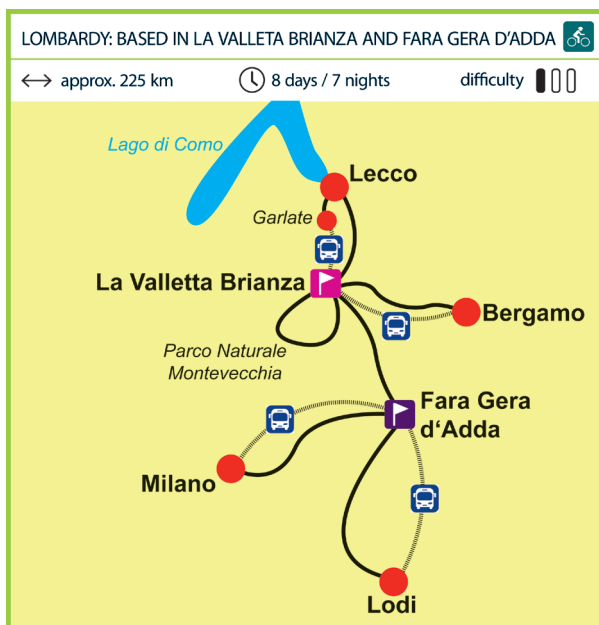 LOMBARDY: BASED IN LA VALLETA BRIANZA AND FARA GERA D'ADDA
approx. 225 km
8 days / 7 nights
difficulty
Lago di Como
Lecco
Garlate
La Valletta Brianza
Bergamo
Parco Naturale
Montevecchia
Fara Gera
d‘Adda
Milano
Lodi